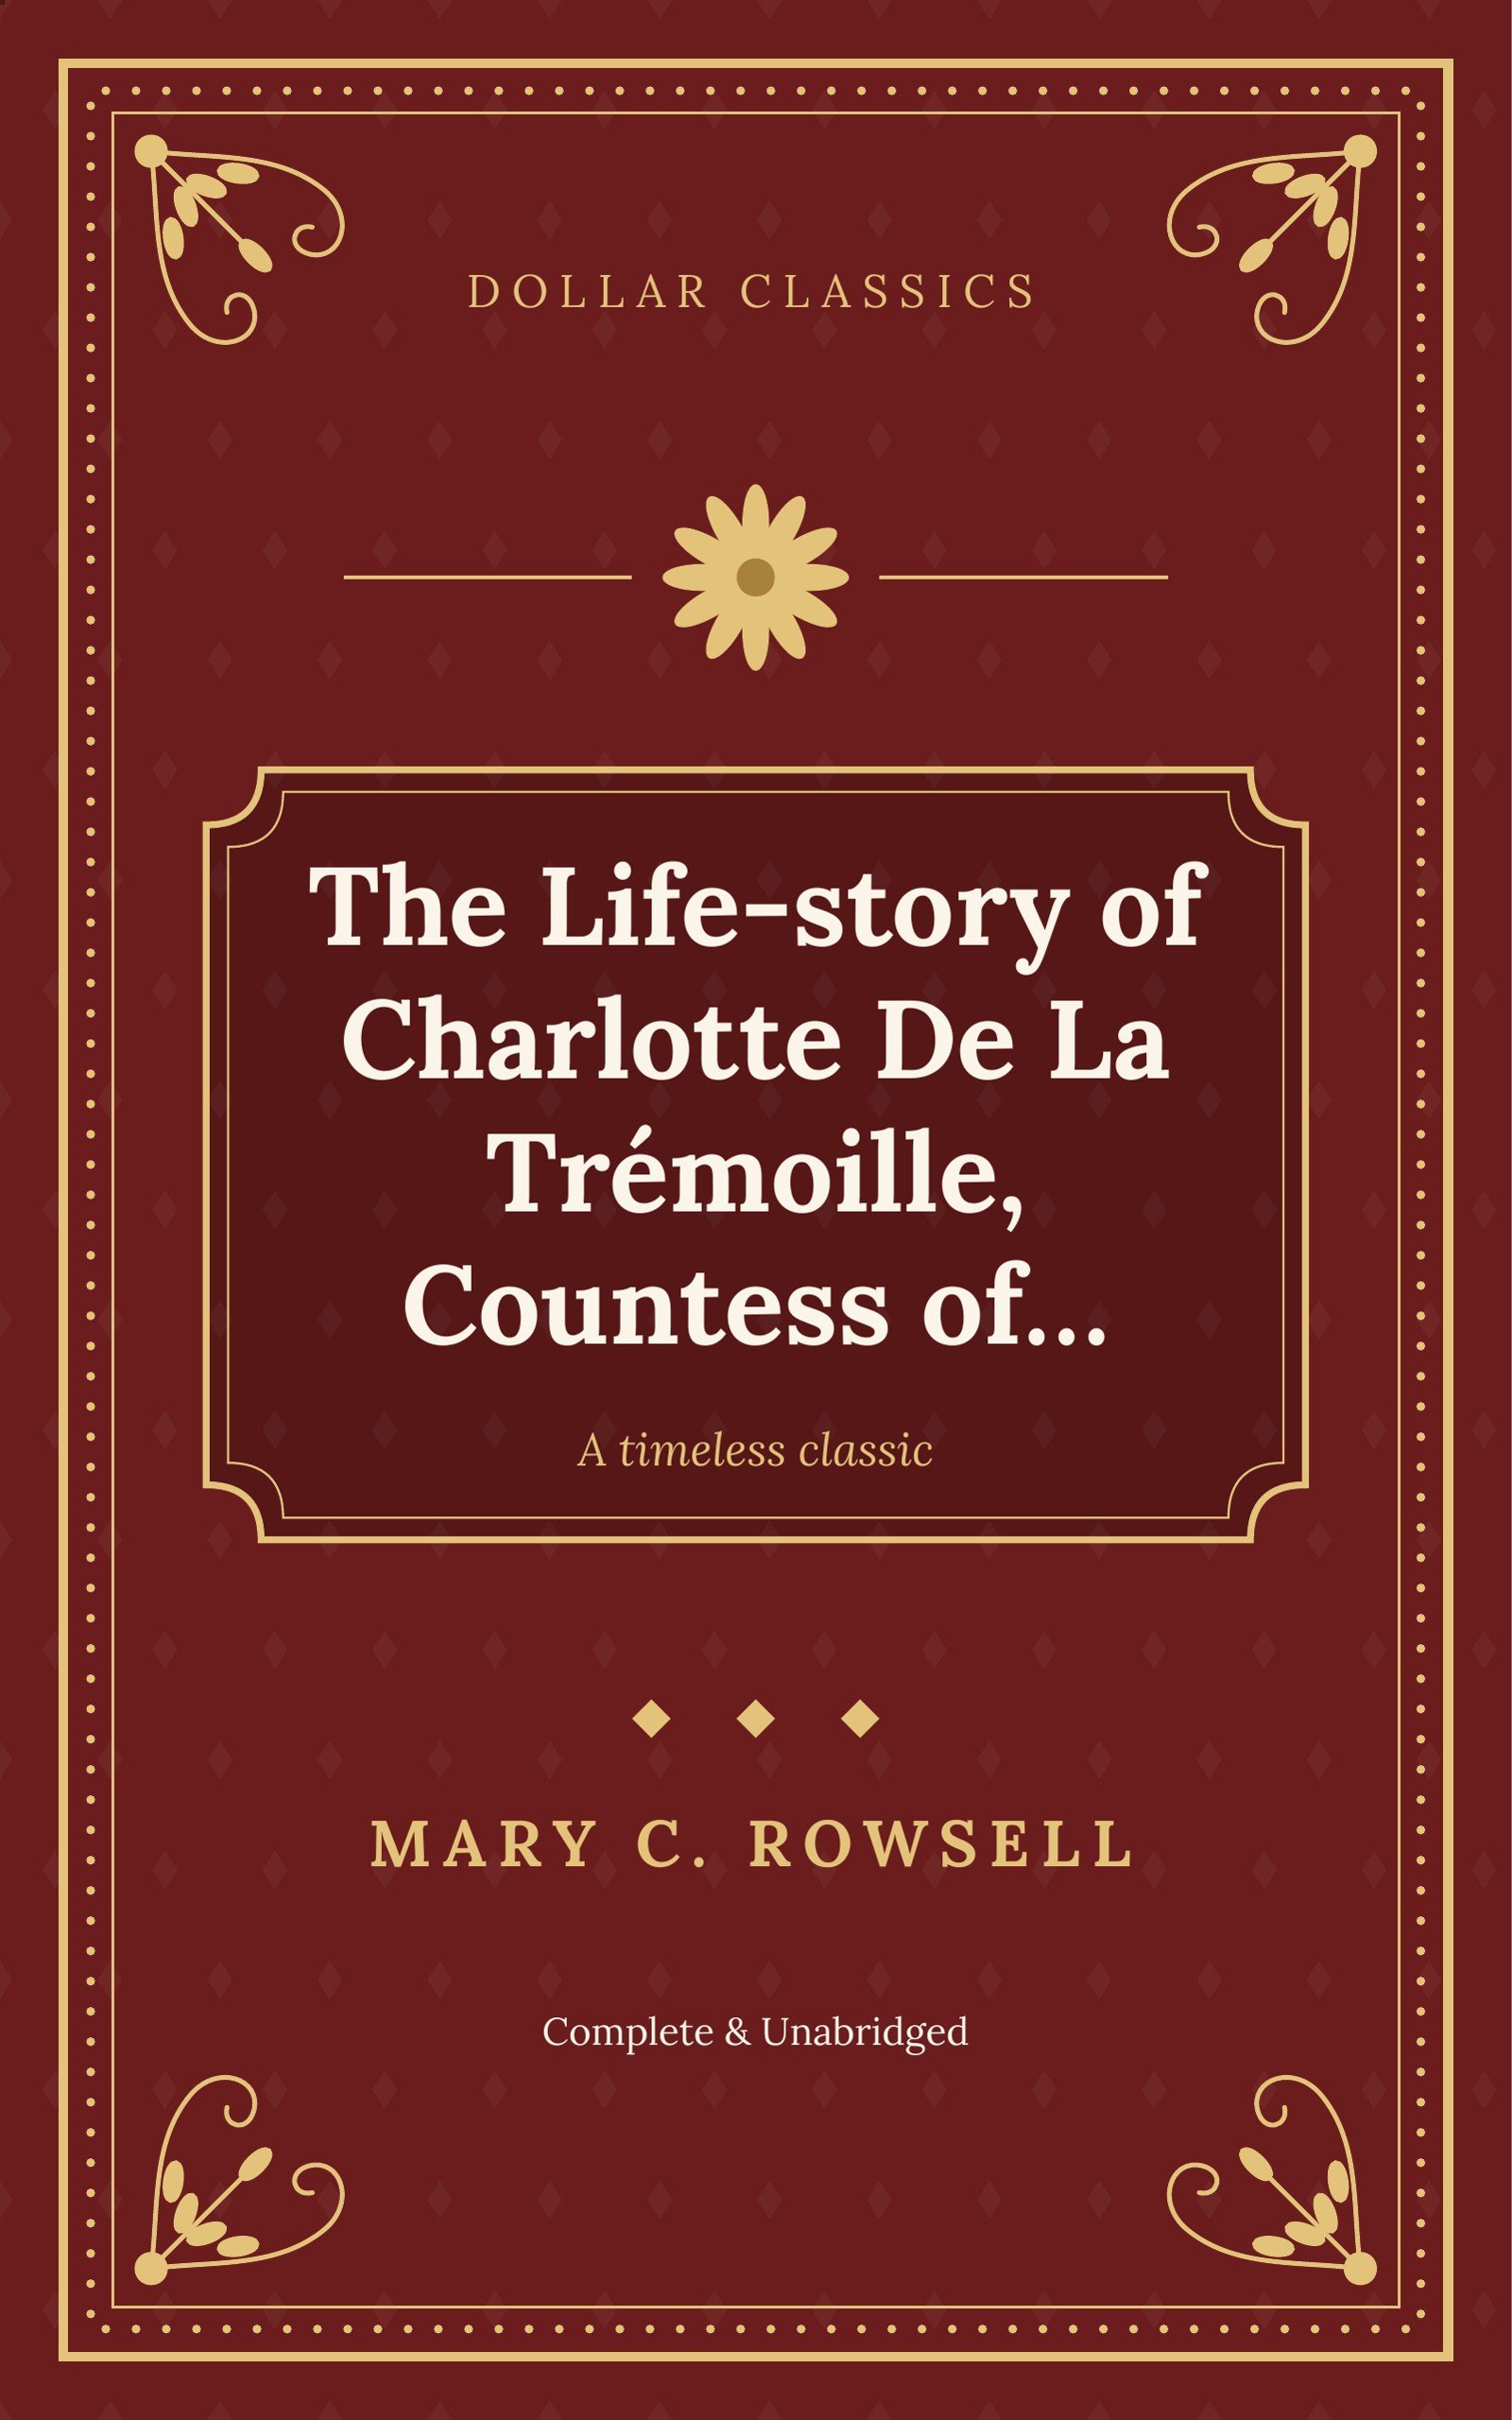 DOLLAR CLASSICS
The Life-story of
Charlotte De La
Trémoille,
Countess of...
A timeless classic
MARY C. ROWSELL
Complete & Unabridged